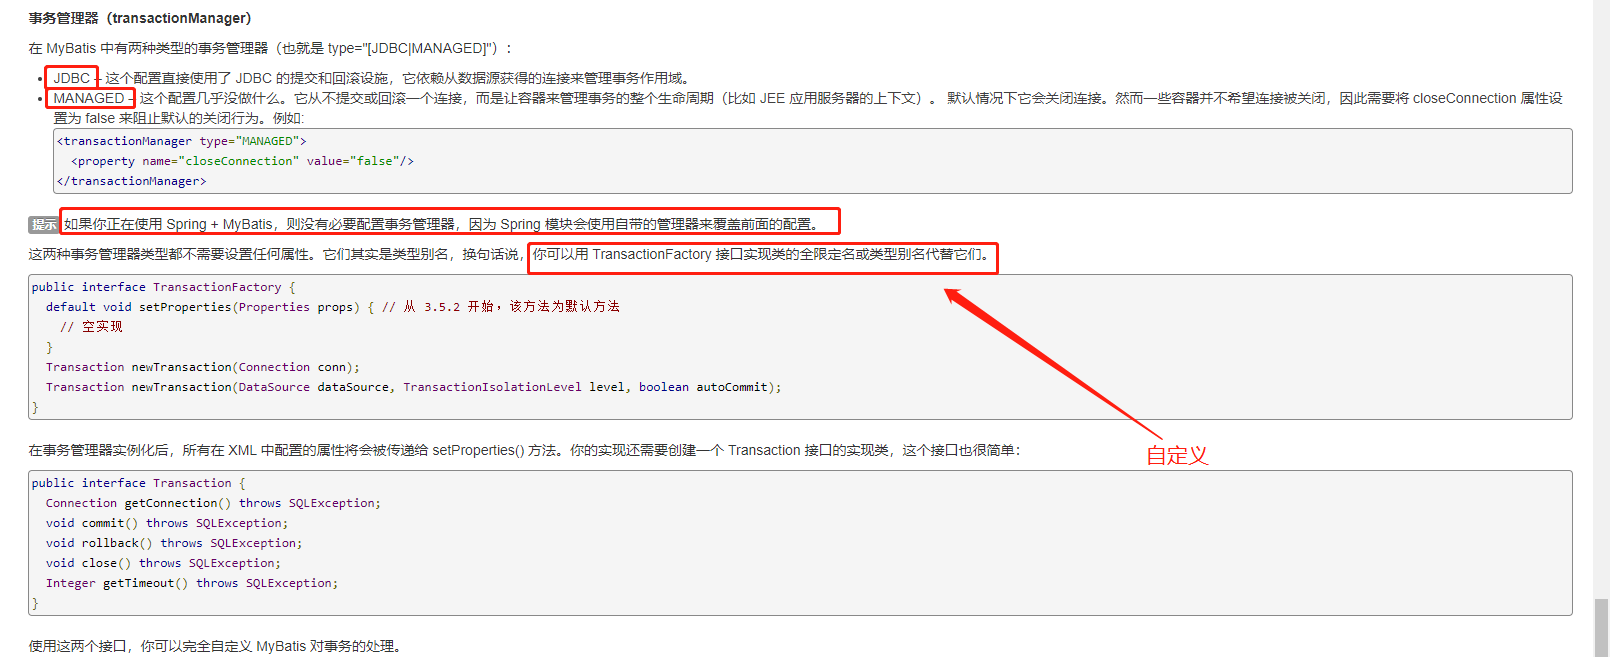 事务管理器（transactionManager）
在 MyBatis 中有两种类型的事务管理器（也就是 type="[JDBC|MANAGED]"）：
JDBC – 这个配置直接使用了 JDBC 的提交和回滚设施，它依赖从数据源获得的连接来管理事务作用域。
MANAGED – 这个配置几乎没做什么。它从不提交或回滚一个连接，而是让容器来管理事务的整个生命周期（比如 JEE 应用服务器的上下文）。 默认情况下它会关闭连接。然而一些容器并不希望连接被关闭，因此需要将 closeConnection 属性设
置为 false 来阻止默认的关闭行为。例如:
<transactionManager type="MANAGED">
  <property name="closeConnection" value="false"/>
</transactionManager>
提示 如果你正在使用 Spring + MyBatis，则没有必要配置事务管理器，因为 Spring 模块会使用自带的管理器来覆盖前面的配置。
这两种事务管理器类型都不需要设置任何属性。它们其实是类型别名，换句话说，你可以用 TransactionFactory 接口实现类的全限定名或类型别名代替它们。
public interface TransactionFactory {
  default void setProperties(Properties props) { // 从 3.5.2 开始，该方法为默认方法
    // 空实现
  }
  Transaction newTransaction(Connection conn);
  Transaction newTransaction(DataSource dataSource, TransactionIsolationLevel level, boolean autoCommit);
}
在事务管理器实例化后，所有在 XML 中配置的属性将会被传递给 setProperties() 方法。你的实现还需要创建一个 Transaction 接口的实现类，这个接口也很简单：
自定义
public interface Transaction {
  Connection getConnection() throws SQLException;
  void commit() throws SQLException;
  void rollback() throws SQLException;
  void close() throws SQLException;
  Integer getTimeout() throws SQLException;
}
使用这两个接口，你可以完全自定义 MyBatis 对事务的处理。